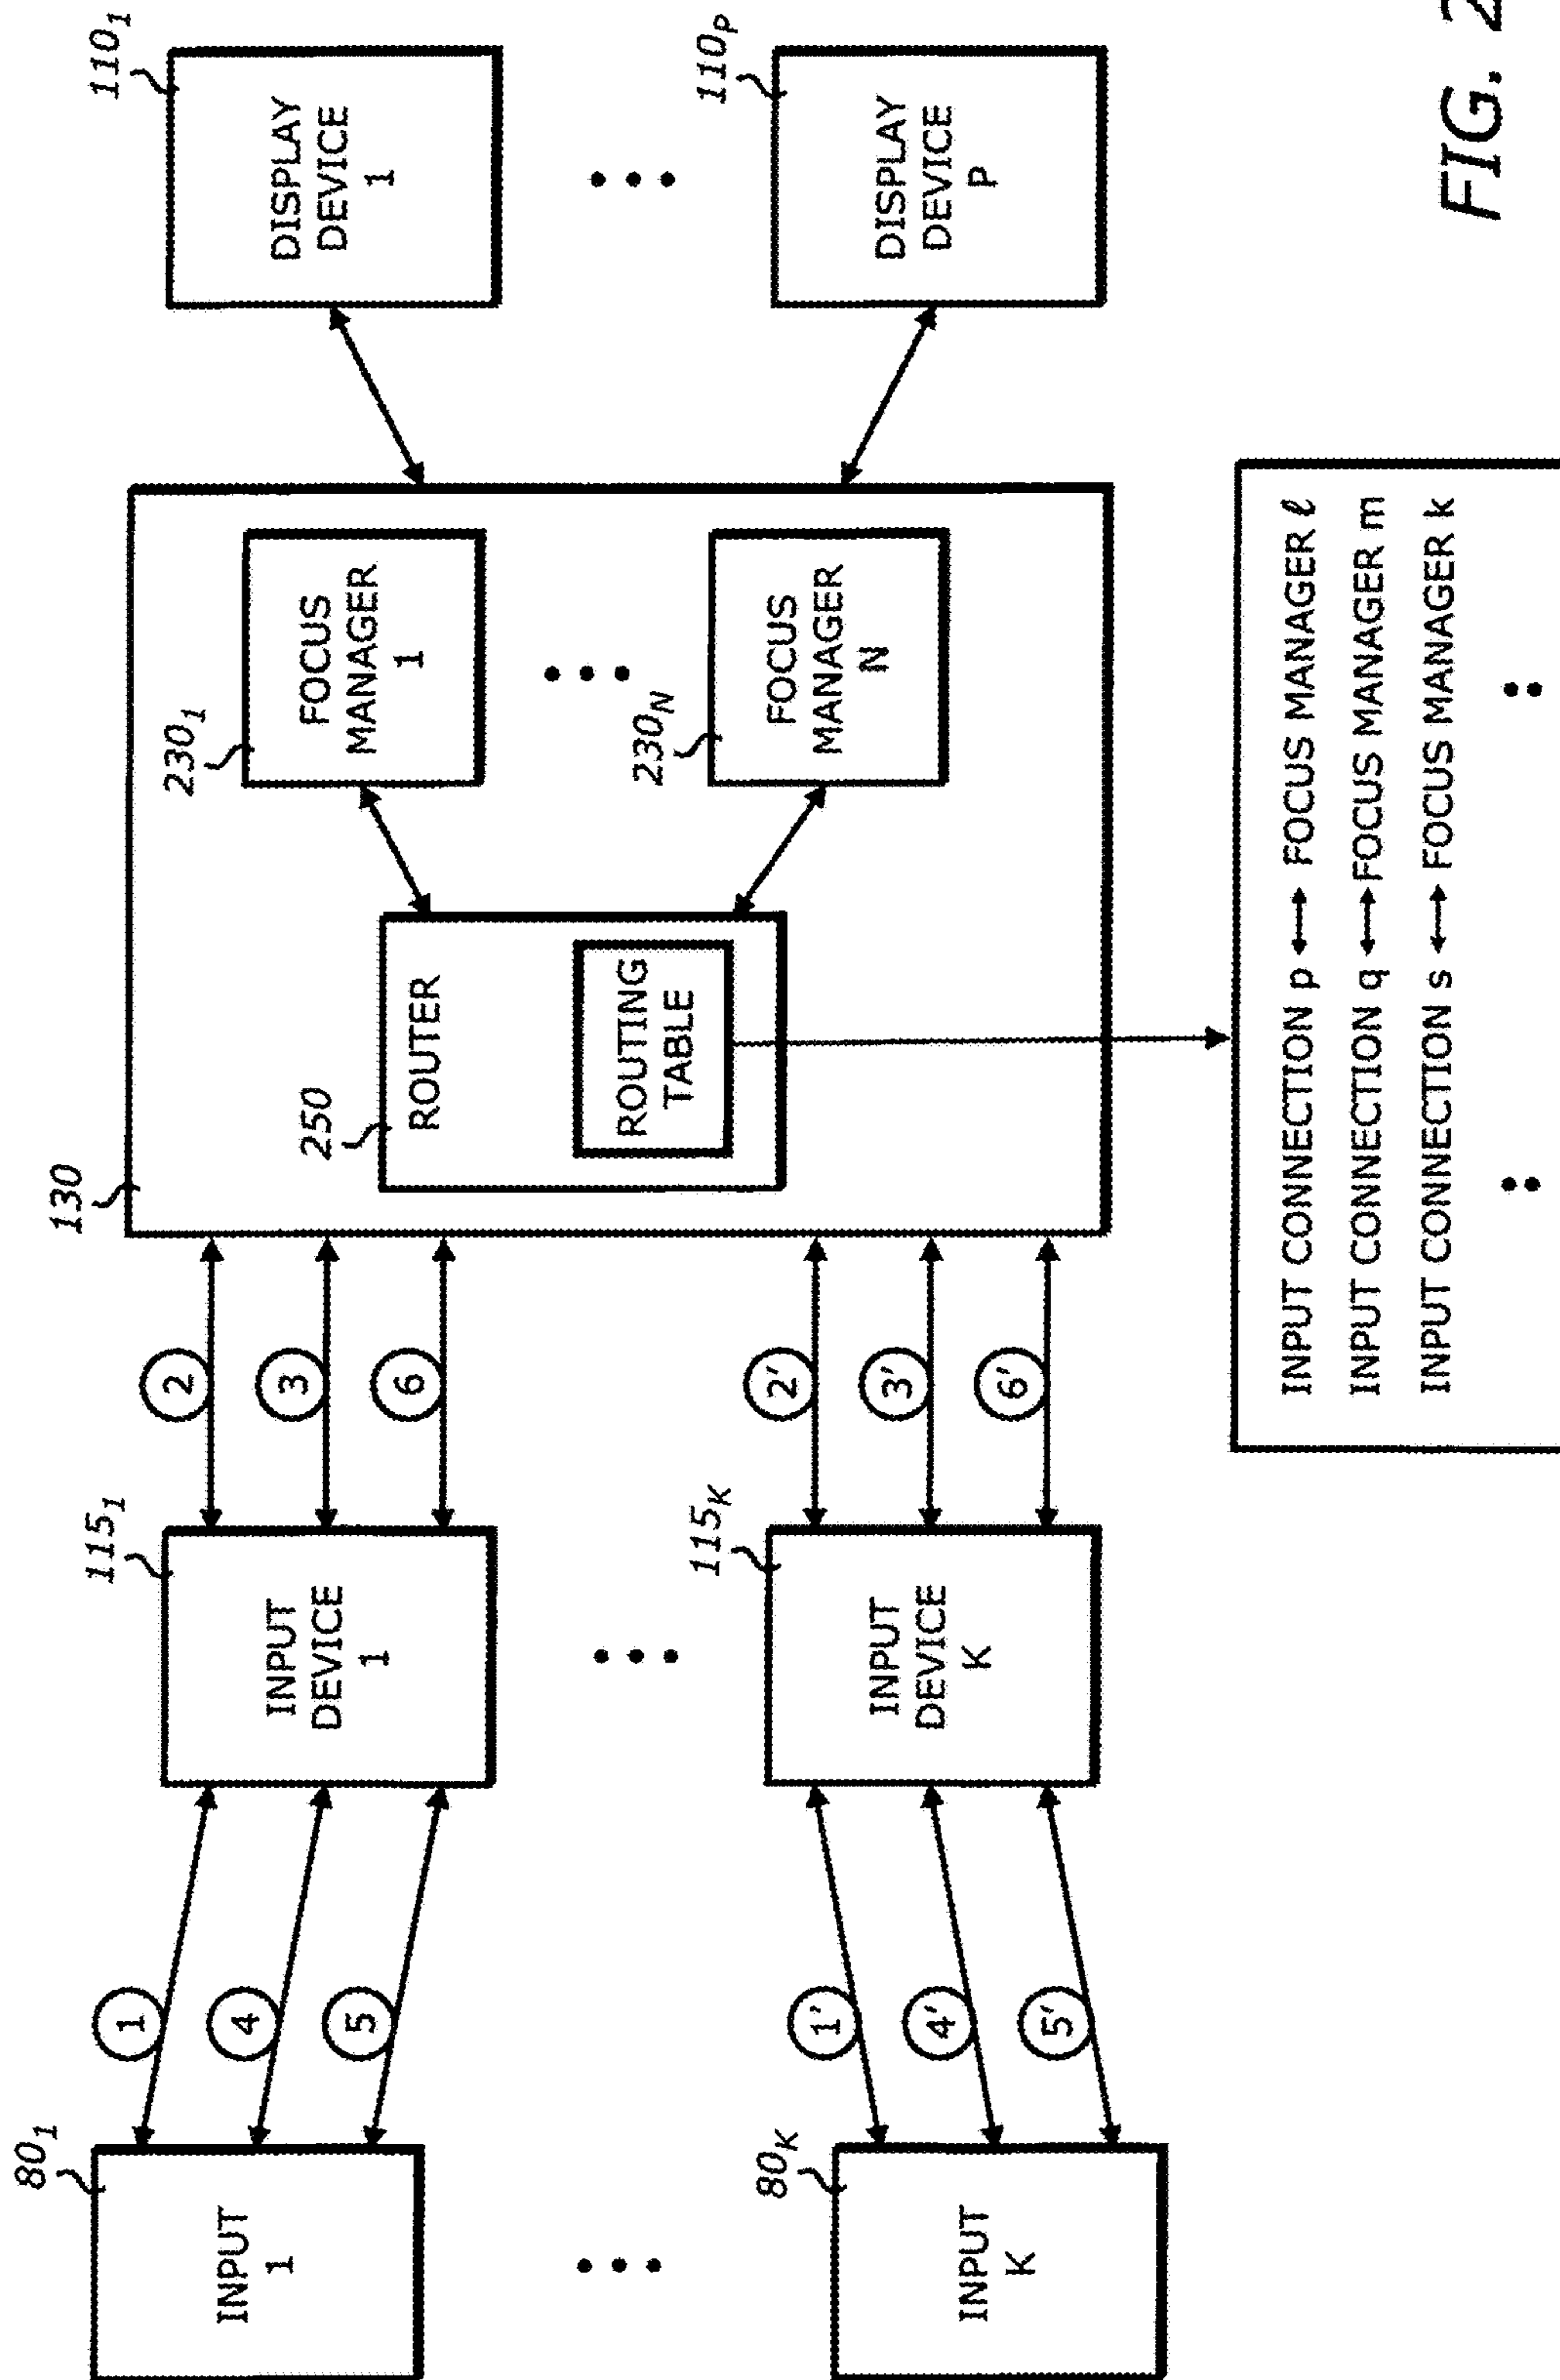 80₁
INPUT
1
80ₖ
INPUT
K
1
4
5
1'
4'
5'
115₁
INPUT
DEVICE
1
115ₖ
INPUT
DEVICE
K
2
3
6
2'
3'
6'
130
250
ROUTER
ROUTING
TABLE
230₁
FOCUS
MANAGER
1
230_N
FOCUS
MANAGER
N
110₁
DISPLAY
DEVICE
1
110ₚ
DISPLAY
DEVICE
P
INPUT CONNECTION p ↔ FOCUS MANAGER ℓ
INPUT CONNECTION q ↔ FOCUS MANAGER m
INPUT CONNECTION s ↔ FOCUS MANAGER k
FIG. 2